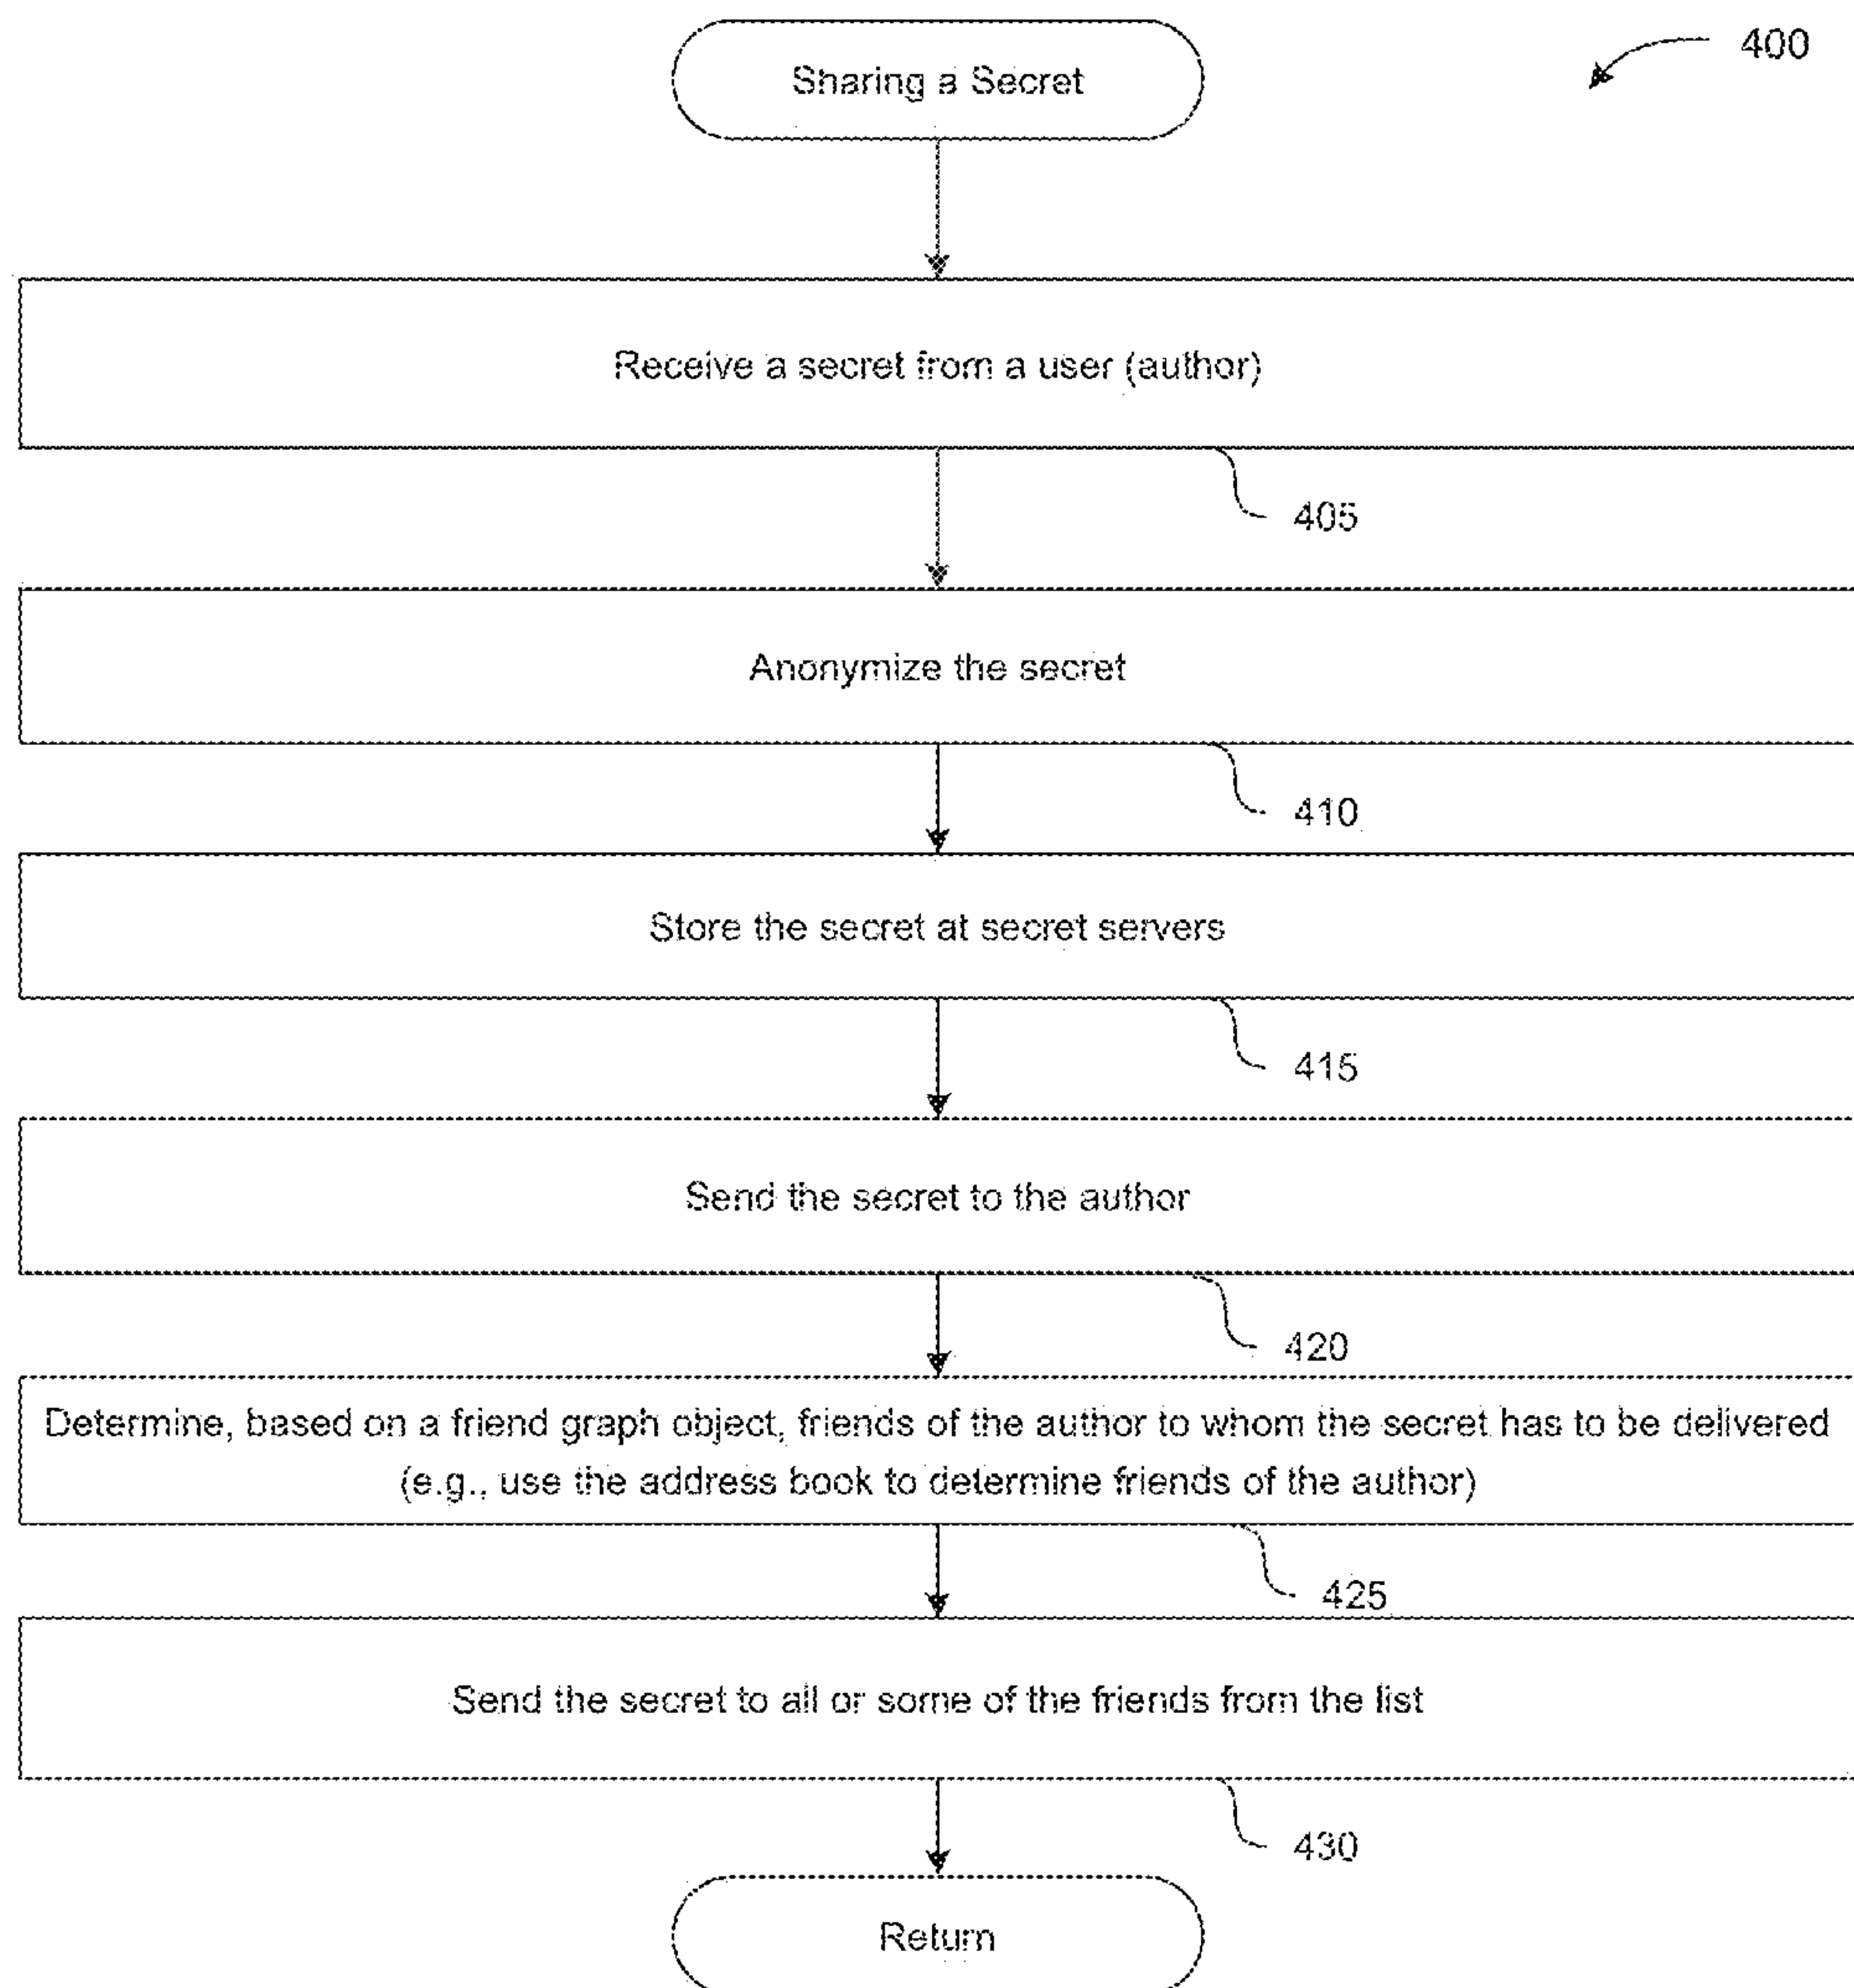 Sharing a Secret
400
Receive a secret from a user (author)
405
Anonymize the secret
410
Store the secret at secret servers
415
Send the secret to the author
420
Determine, based on a friend graph object, friends of the author to whom the secret has to be delivered
(e.g., use the address book to determine friends of the author)
425
Send the secret to all or some of the friends from the list
430
Return